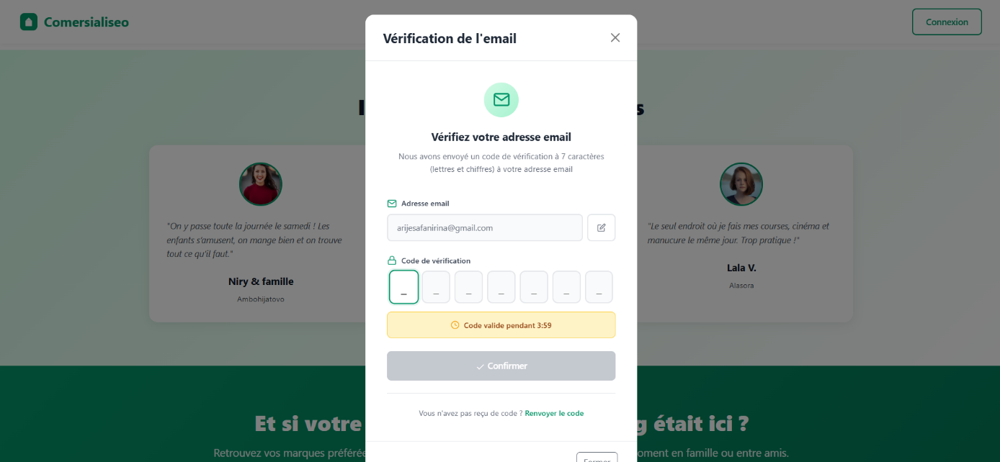 Comersialiseo
Connexion
Vérification de l'email
Vérifiez votre adresse email
Nous avons envoyé un code de vérification à 7 caractères
(lettres et chiffres) à votre adresse email
Adresse email
arijesafanirina@gmail.com
Code de vérification
_ _ _ _ _ _ _
Code valide pendant 3:59
Confirmer
Vous n'avez pas reçu de code ? Renvoyer le code
Fermer
"On y passe toute la journée le samedi ! Les
enfants s'amusent, on mange bien et on trouve
tout ce qu'il faut."
Niry & famille
Ambohijatovo
"Le seul endroit où je fais mes courses, cinéma et
manucure le même jour. Trop pratique !"
Lala V.
Alasora
Et si votre
était ici ?
Retrouvez vos marques
en famille ou entre amis.